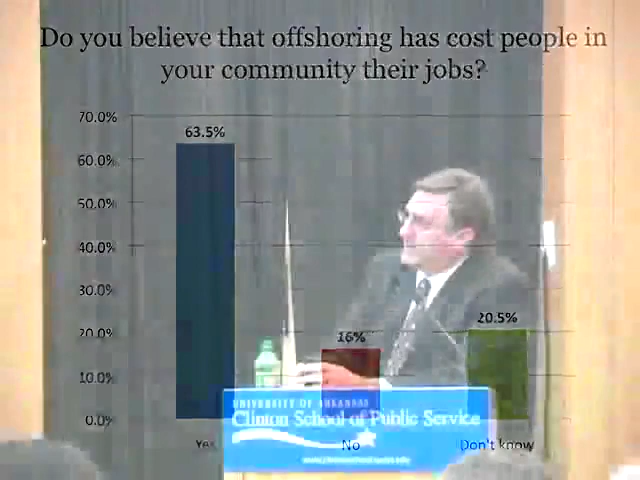 Do you believe that offshoring has cost people in
your community their jobs?
70.0%
63.5%
60.0%
50.0%
40.0%
30.0%
20.0%
20.5%
16%
10.0%
0.0%
UNIVERSITY OF ARKANSAS
Clinton School of Public Service
Yes
No
Don't know